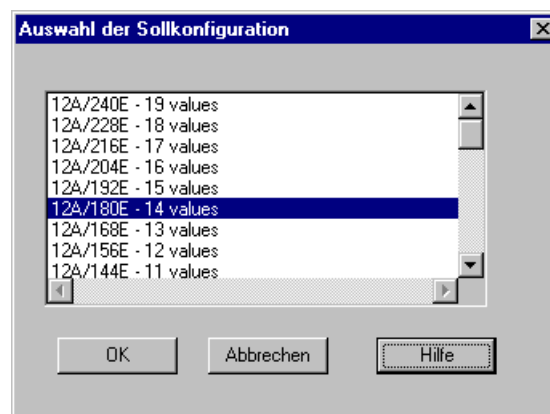 Auswahl der Sollkonfiguration
12A/240E - 19 values
12A/228E - 18 values
12A/216E - 17 values
12A/204E - 16 values
12A/192E - 15 values
12A/180E - 14 values
12A/168E - 13 values
12A/156E - 12 values
12A/144E - 11 values
OK Abbrechen Hilfe